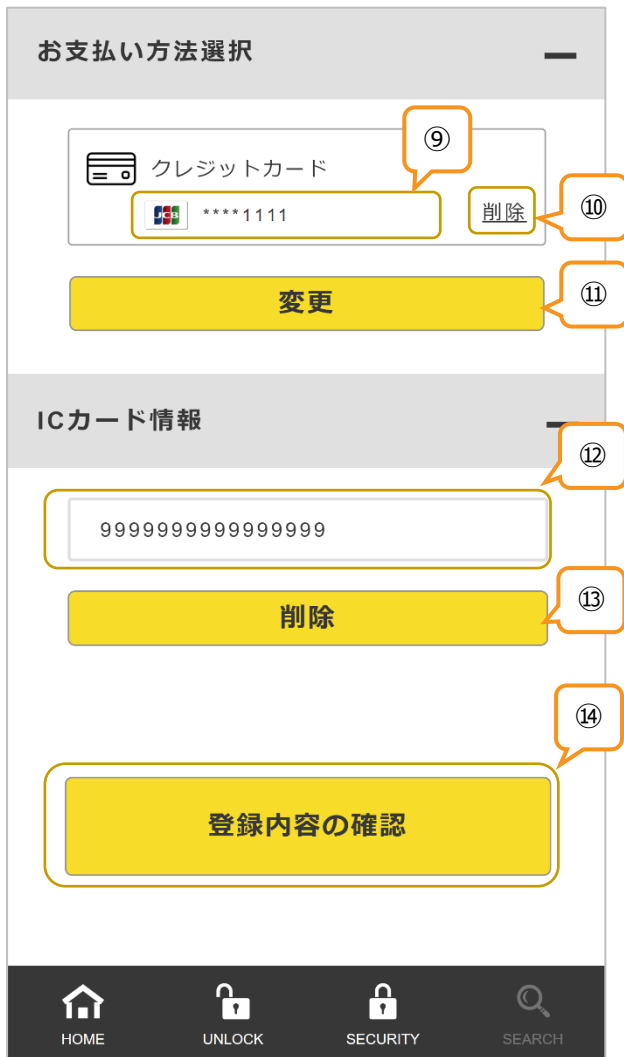 お支払い方法選択
⑨
クレジットカード
JCB ****1111
削除
⑩
変更
⑪
ICカード情報
⑫
9999999999999999
削除
⑬
⑭
登録内容の確認
HOME UNLOCK SECURITY SEARCH